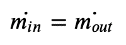 ṁ_in = ṁ_out